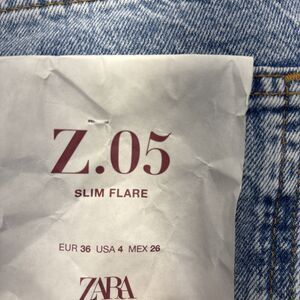 Z.05
SLIM FLARE
EUR 36 USA 4 MEX 26
ZARA